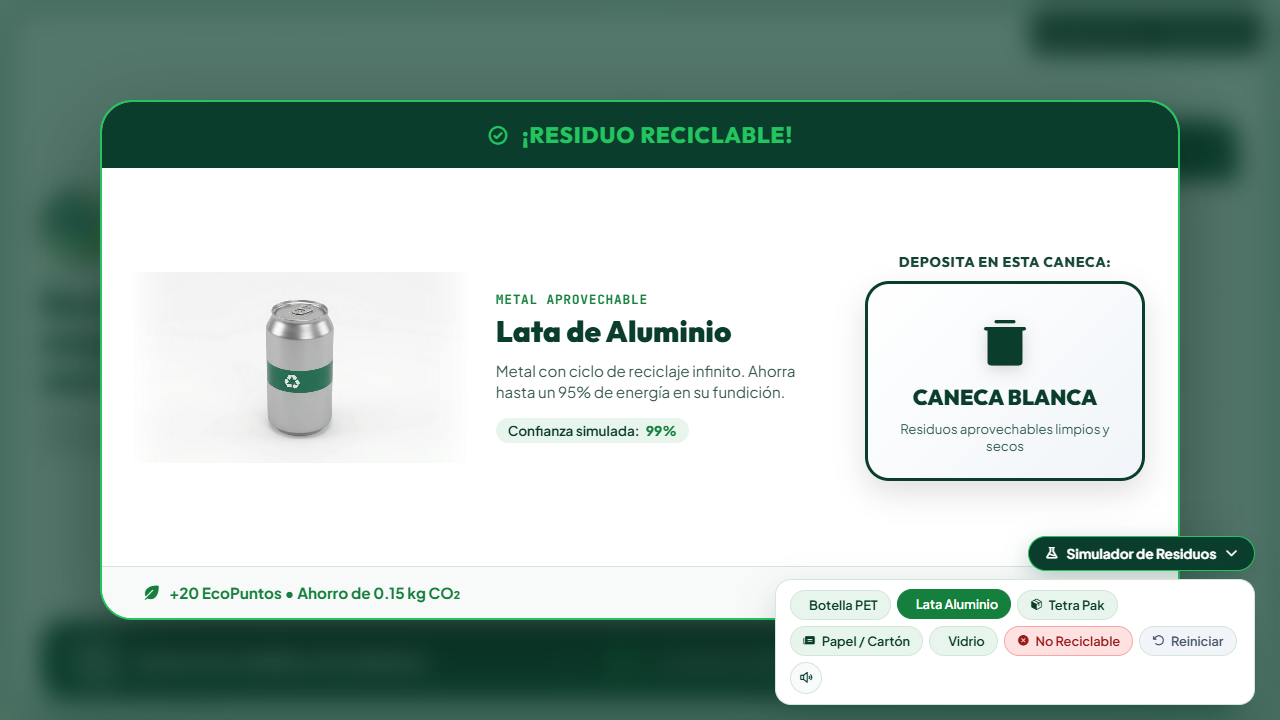 ¡RESIDUO RECICLABLE!
METAL APROVECHABLE
Lata de Aluminio
Metal con ciclo de reciclaje infinito. Ahorra
hasta un 95% de energía en su fundición.
Confianza simulada: 99%
DEPOSITA EN ESTA CANECA:
CANECA BLANCA
Residuos aprovechables limpios y
secos
+20 EcoPuntos ● Ahorro de 0.15 kg CO₂
Simulador de Residuos
Botella PET
Lata Aluminio
Tetra Pak
Papel / Cartón
Vidrio
No Reciclable
Reiniciar